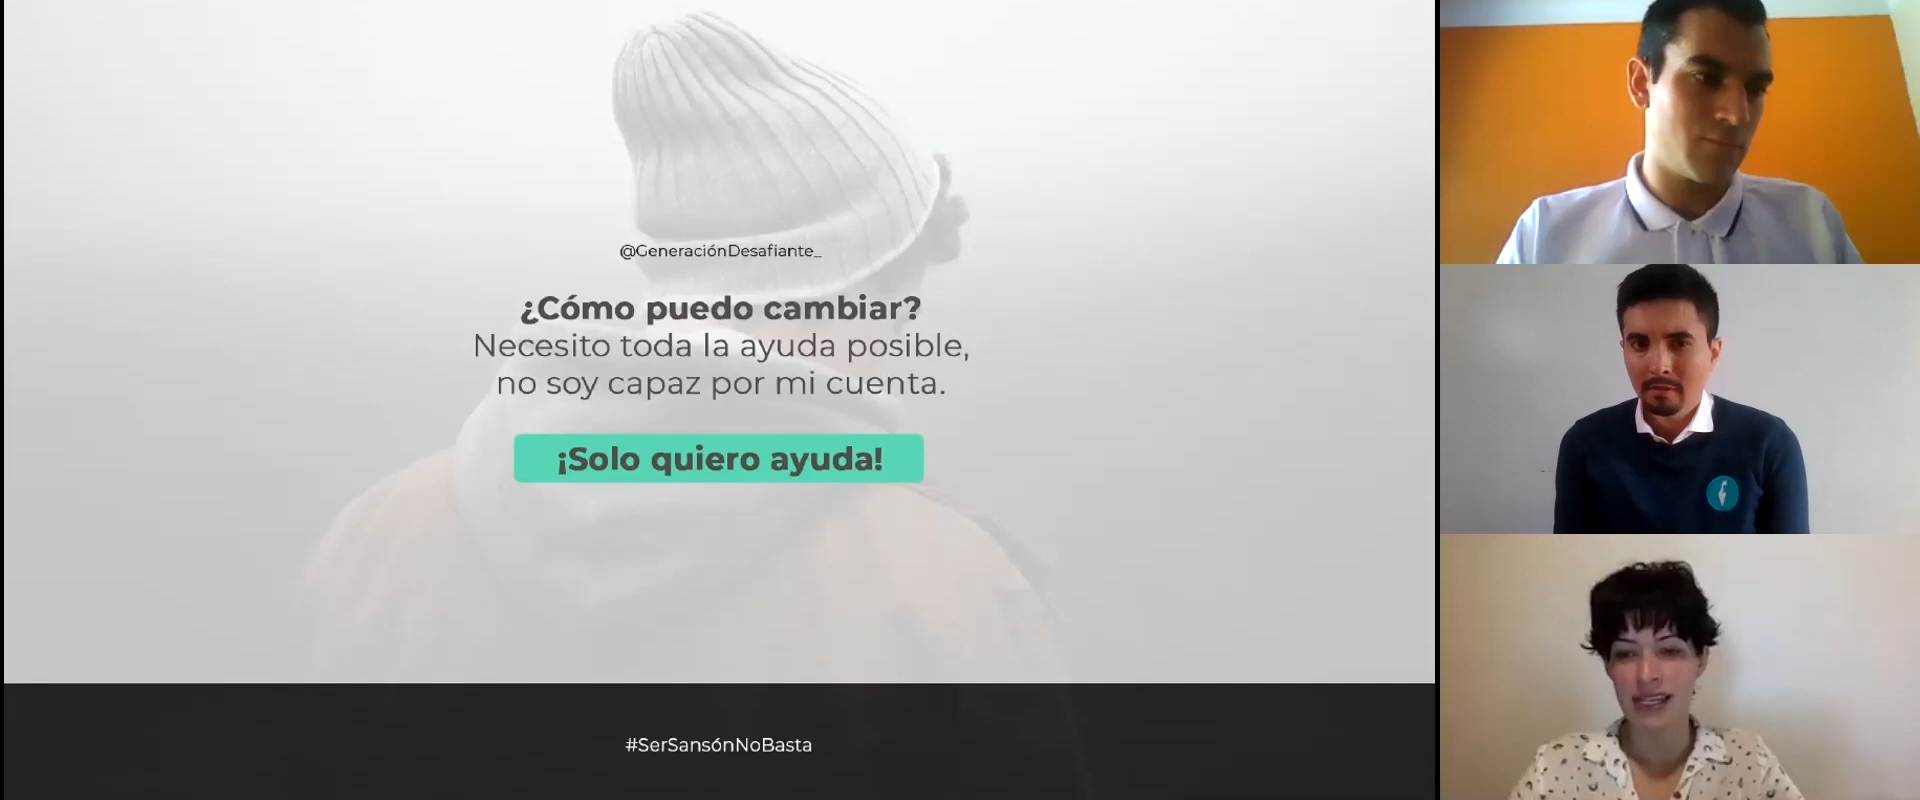 @GeneraciónDesafiante_
¿Cómo puedo cambiar?
Necesito toda la ayuda posible,
no soy capaz por mi cuenta.
¡Solo quiero ayuda!
#SerSansónNoBasta